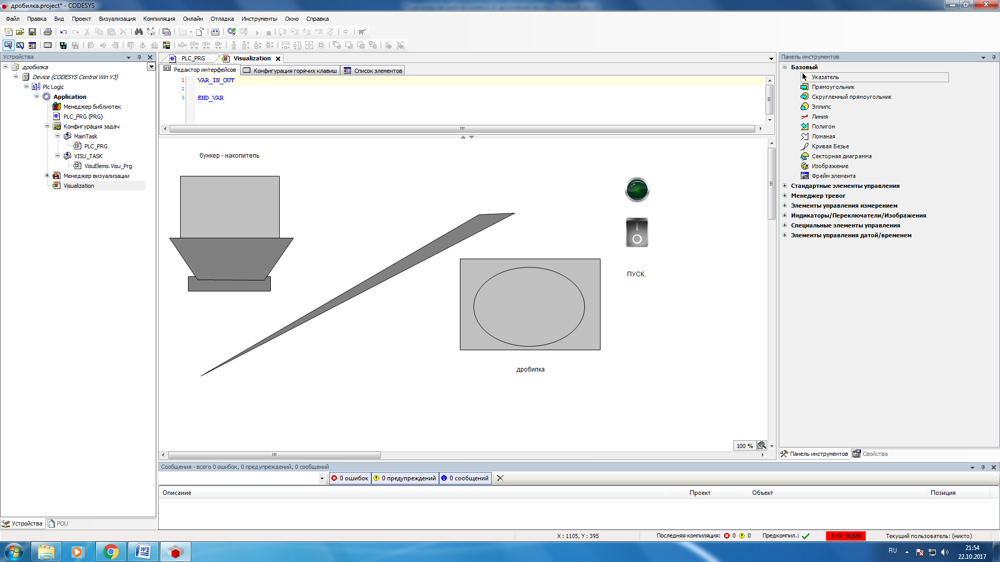 дробилка.project* - CODESYS
Файл Правка Вид Проект Визуализация Компиляция Онлайн Отладка Инструменты Окно Справка
Устройства
дробилка
Device (CODESYS Control Win V3)
Plc Logic
Application
Менеджер библиотек
PLC_PRG (PRG)
Конфигурация задач
MainTask
PLC_PRG
VISU_TASK
VisuElems.Visu_Prg
Менеджер визуализации
Visualization
Устройства POU
PLC_PRG Visualization
Редактор интерфейсов Конфигурация горячих клавиш Список элементов
1 VAR_IN_OUT
2
3 END_VAR
бункер - накопитель
ПУСК
дробилка
100 %
Панель инструментов
Базовый
Указатель
Прямоугольник
Скругленный прямоугольник
Эллипс
Линия
Полигон
Ломаная
Кривая Безье
Секторная диаграмма
Изображение
Фрейм элемента
Стандартные элементы управления
Менеджер тревог
Элементы управления измерением
Индикаторы/Переключатели/Изображения
Специальные элементы управления
Элементы управления датой/временем
Панель инструментов Свойства
Сообщения - всего 0 ошибок, 0 предупреждений, 0 сообщений
0 ошибок 0 предупреждений 0 сообщений
Описание Проект Объект Позиция
X : 1105, Y : 395 Последняя компиляция: 0 0 Предкомпил.: ЭМУЛЯЦИЯ Текущий пользователь: (никто)
RU 21:54
22.10.2017